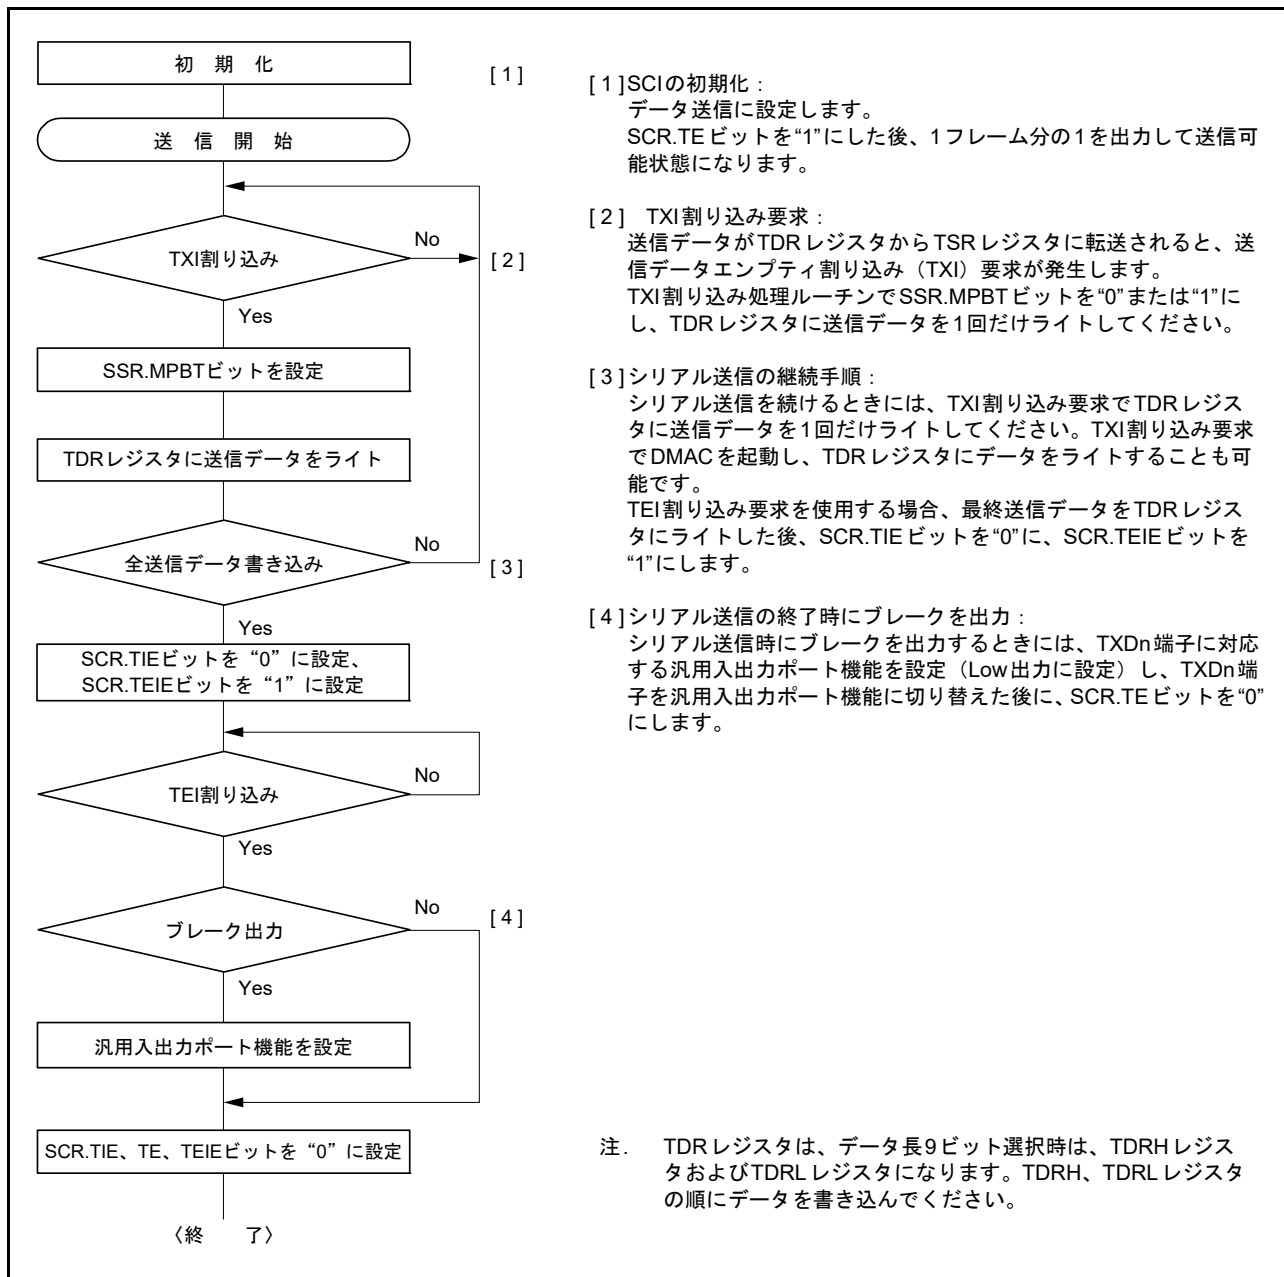 初 期 化
[ 1 ]
送 信 開 始
TXI割り込み
No
[ 2 ]
Yes
SSR.MPBTビットを設定
TDRレジスタに送信データをライト
全送信データ書き込み
No
[ 3 ]
Yes
SCR.TIEビットを“0”に設定、
SCR.TEIEビットを“1”に設定
TEI割り込み
No
Yes
ブレーク出力
No
[ 4 ]
Yes
汎用入出力ポート機能を設定
SCR.TIE、TE、TEIEビットを“0”に設定
〈終 了〉
[ 1 ]SCIの初期化：
データ送信に設定します。
SCR.TEビットを“1”にした後、1フレーム分の1を出力して送信可
能状態になります。
[ 2 ] TXI割り込み要求：
送信データがTDRレジスタからTSRレジスタに転送されると、送
信データエンプティ割り込み（TXI）要求が発生します。
TXI割り込み処理ルーチンでSSR.MPBTビットを“0”または“1”に
し、TDRレジスタに送信データを1回だけライトしてください。
[ 3 ]シリアル送信の継続手順：
シリアル送信を続けるときには、TXI割り込み要求でTDRレジス
タに送信データを1回だけライトしてください。TXI割り込み要求
でDMACを起動し、TDRレジスタにデータをライトすることも可
能です。
TEI割り込み要求を使用する場合、最終送信データをTDRレジス
タにライトした後、SCR.TIEビットを“0”に、SCR.TEIEビットを
“1”にします。
[ 4 ]シリアル送信の終了時にブレークを出力：
シリアル送信時にブレークを出力するときには、TXDn端子に対応
する汎用入出力ポート機能を設定（Low出力に設定）し、TXDn端
子を汎用入出力ポート機能に切り替えた後に、SCR.TEビットを“0”
にします。
注. TDRレジスタは、データ長9ビット選択時は、TDRHレジス
タおよびTDRLレジスタになります。TDRH、TDRLレジスタ
の順にデータを書き込んでください。